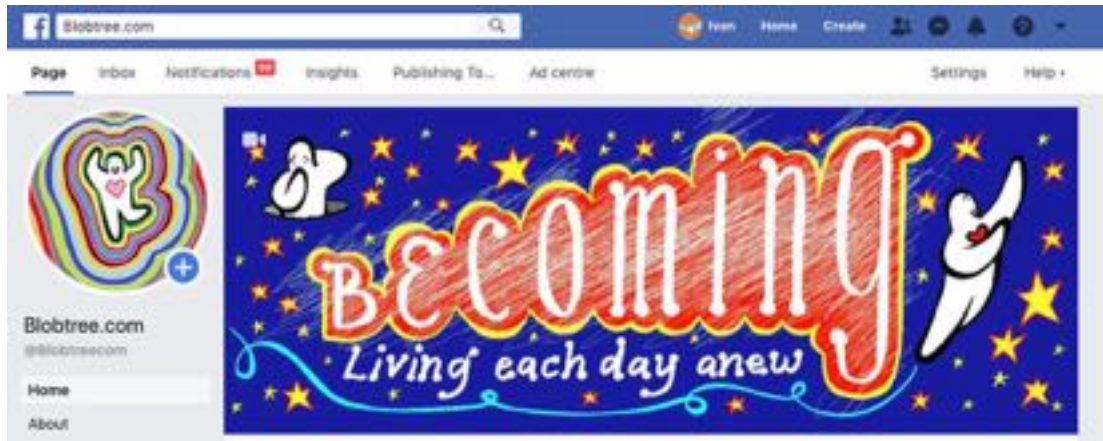 f Blobtree.com Ivan Home Create
Page Inbox Notifications Insights Publishing To... Ad centre Settings Help
BECOMING
Living each day anew
Blobtree.com
@Blobtreecom
Home
About